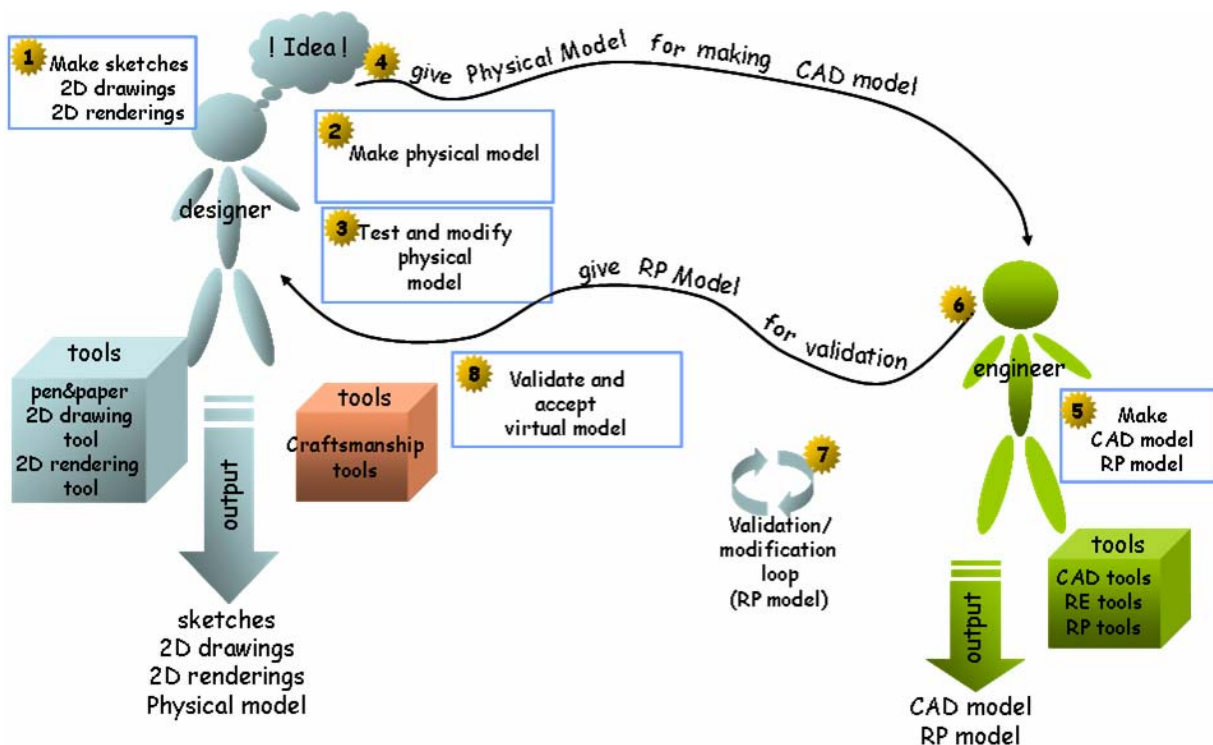 1
Make sketches
2D drawings
2D renderings
! Idea !
4
give Physical Model for making CAD model
2
Make physical model
designer
3
Test and modify
physical
model
give RP Model
for validation
6
engineer
tools
pen&paper
2D drawing
tool
2D rendering
tool
tools
Craftsmanship
tools
8
Validate and
accept
virtual model
5
Make
CAD model
RP model
7
Validation/
modification
loop
(RP model)
output
sketches
2D drawings
2D renderings
Physical model
tools
CAD tools
RE tools
RP tools
output
CAD model
RP model